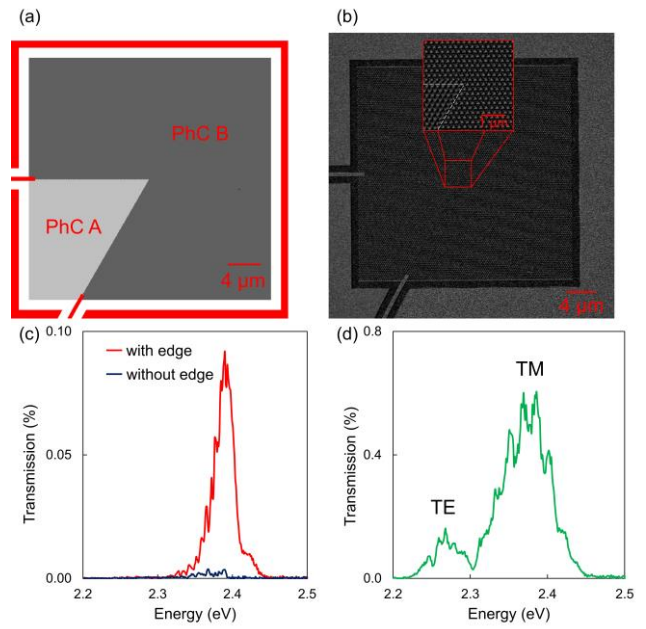 (a)
PhC B
PhC A
4 μm
(b)
1 μm
4 μm
(c)
0.10
0.05
0.00
Transmission (%)
with edge
without edge
2.2
2.3
2.4
2.5
Energy (eV)
(d)
0.8
0.4
0.0
Transmission (%)
TE
TM
2.2
2.3
2.4
2.5
Energy (eV)